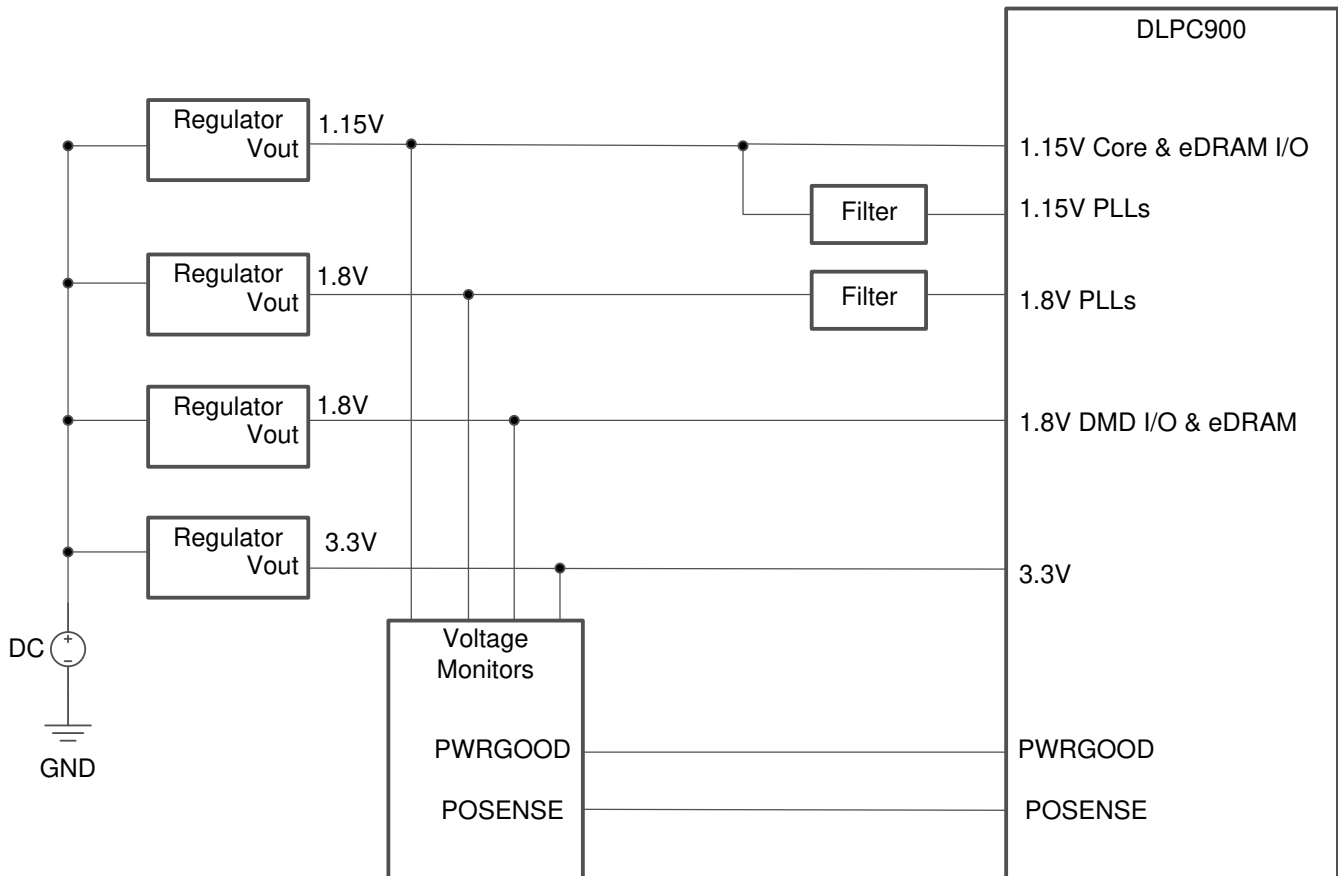 DLPC900
Regulator
Vout
1.15V
1.15V Core & eDRAM I/O
Filter
1.15V PLLs
Regulator
Vout
1.8V
Filter
1.8V PLLs
Regulator
Vout
1.8V
1.8V DMD I/O & eDRAM
Regulator
Vout
3.3V
3.3V
DC
+
−
GND
Voltage
Monitors
PWRGOOD
PWRGOOD
POSENSE
POSENSE